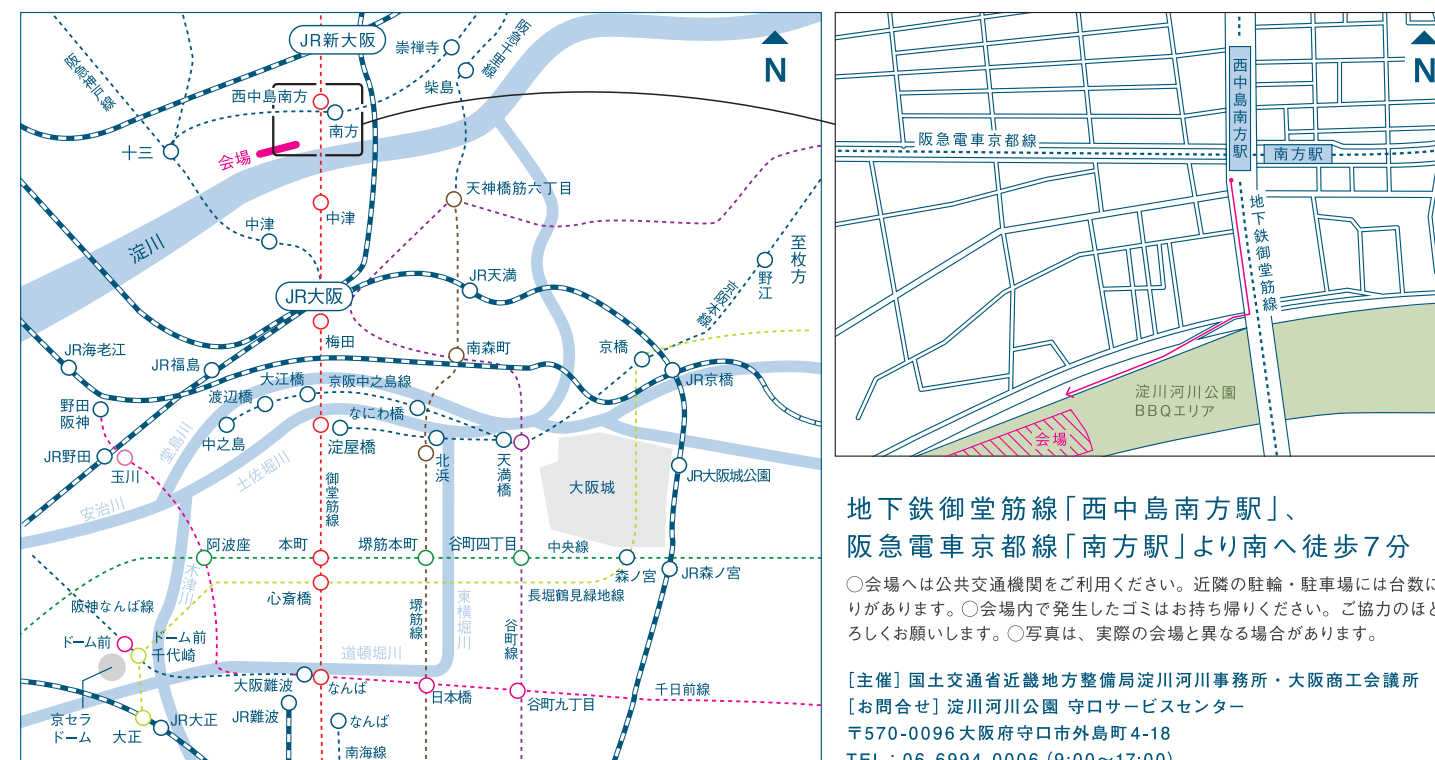 JR新大阪
崇禅寺
阪急千里線
阪急神戸線
柴島
N
西中島南方
南方
十三
会場
天神橋筋六丁目
中津
中津
淀川
至枚方
野江
JR天満
京阪本線
JR大阪
梅田
南森町
京橋
JR海老江
JR福島
JR京橋
大江橋
京阪中之島線
渡辺橋
なにわ橋
野田
阪神
中之島
淀屋橋
堂島川
北浜
天満橋
JR野田
玉川
土佐堀川
JR大阪城公園
大阪城
安治川
御堂筋線
阿波座
本町
堺筋本町
谷町四丁目
中央線
森ノ宮
JR森ノ宮
木津川
心斎橋
長堀鶴見緑地線
阪神なんば線
堺筋線
東横堀川
谷町線
ドーム前
ドーム前
千代崎
道頓堀川
大阪難波
なんば
日本橋
谷町九丁目
千日前線
京セラ
ドーム
大正
JR大正
JR難波
なんば
南海線
N
西中島南方駅
阪急電車京都線
南方駅
地下鉄御堂筋線
淀川河川公園
BBQエリア
会場
地下鉄御堂筋線「西中島南方駅」、
阪急電車京都線「南方駅」より南へ徒歩7分
○会場へは公共交通機関をご利用ください。近隣の駐輪・駐車場には台数に
りがあります。○会場内で発生したゴミはお持ち帰りください。ご協力のほど
ろしくお願いします。○写真は、実際の会場と異なる場合があります。
[主催] 国土交通省近畿地方整備局淀川河川事務所・大阪商工会議所
[お問合せ] 淀川河川公園 守口サービスセンター
〒570-0096 大阪府守口市外島町4-18
TEL：06-6994-0006（9:00〜17:00）